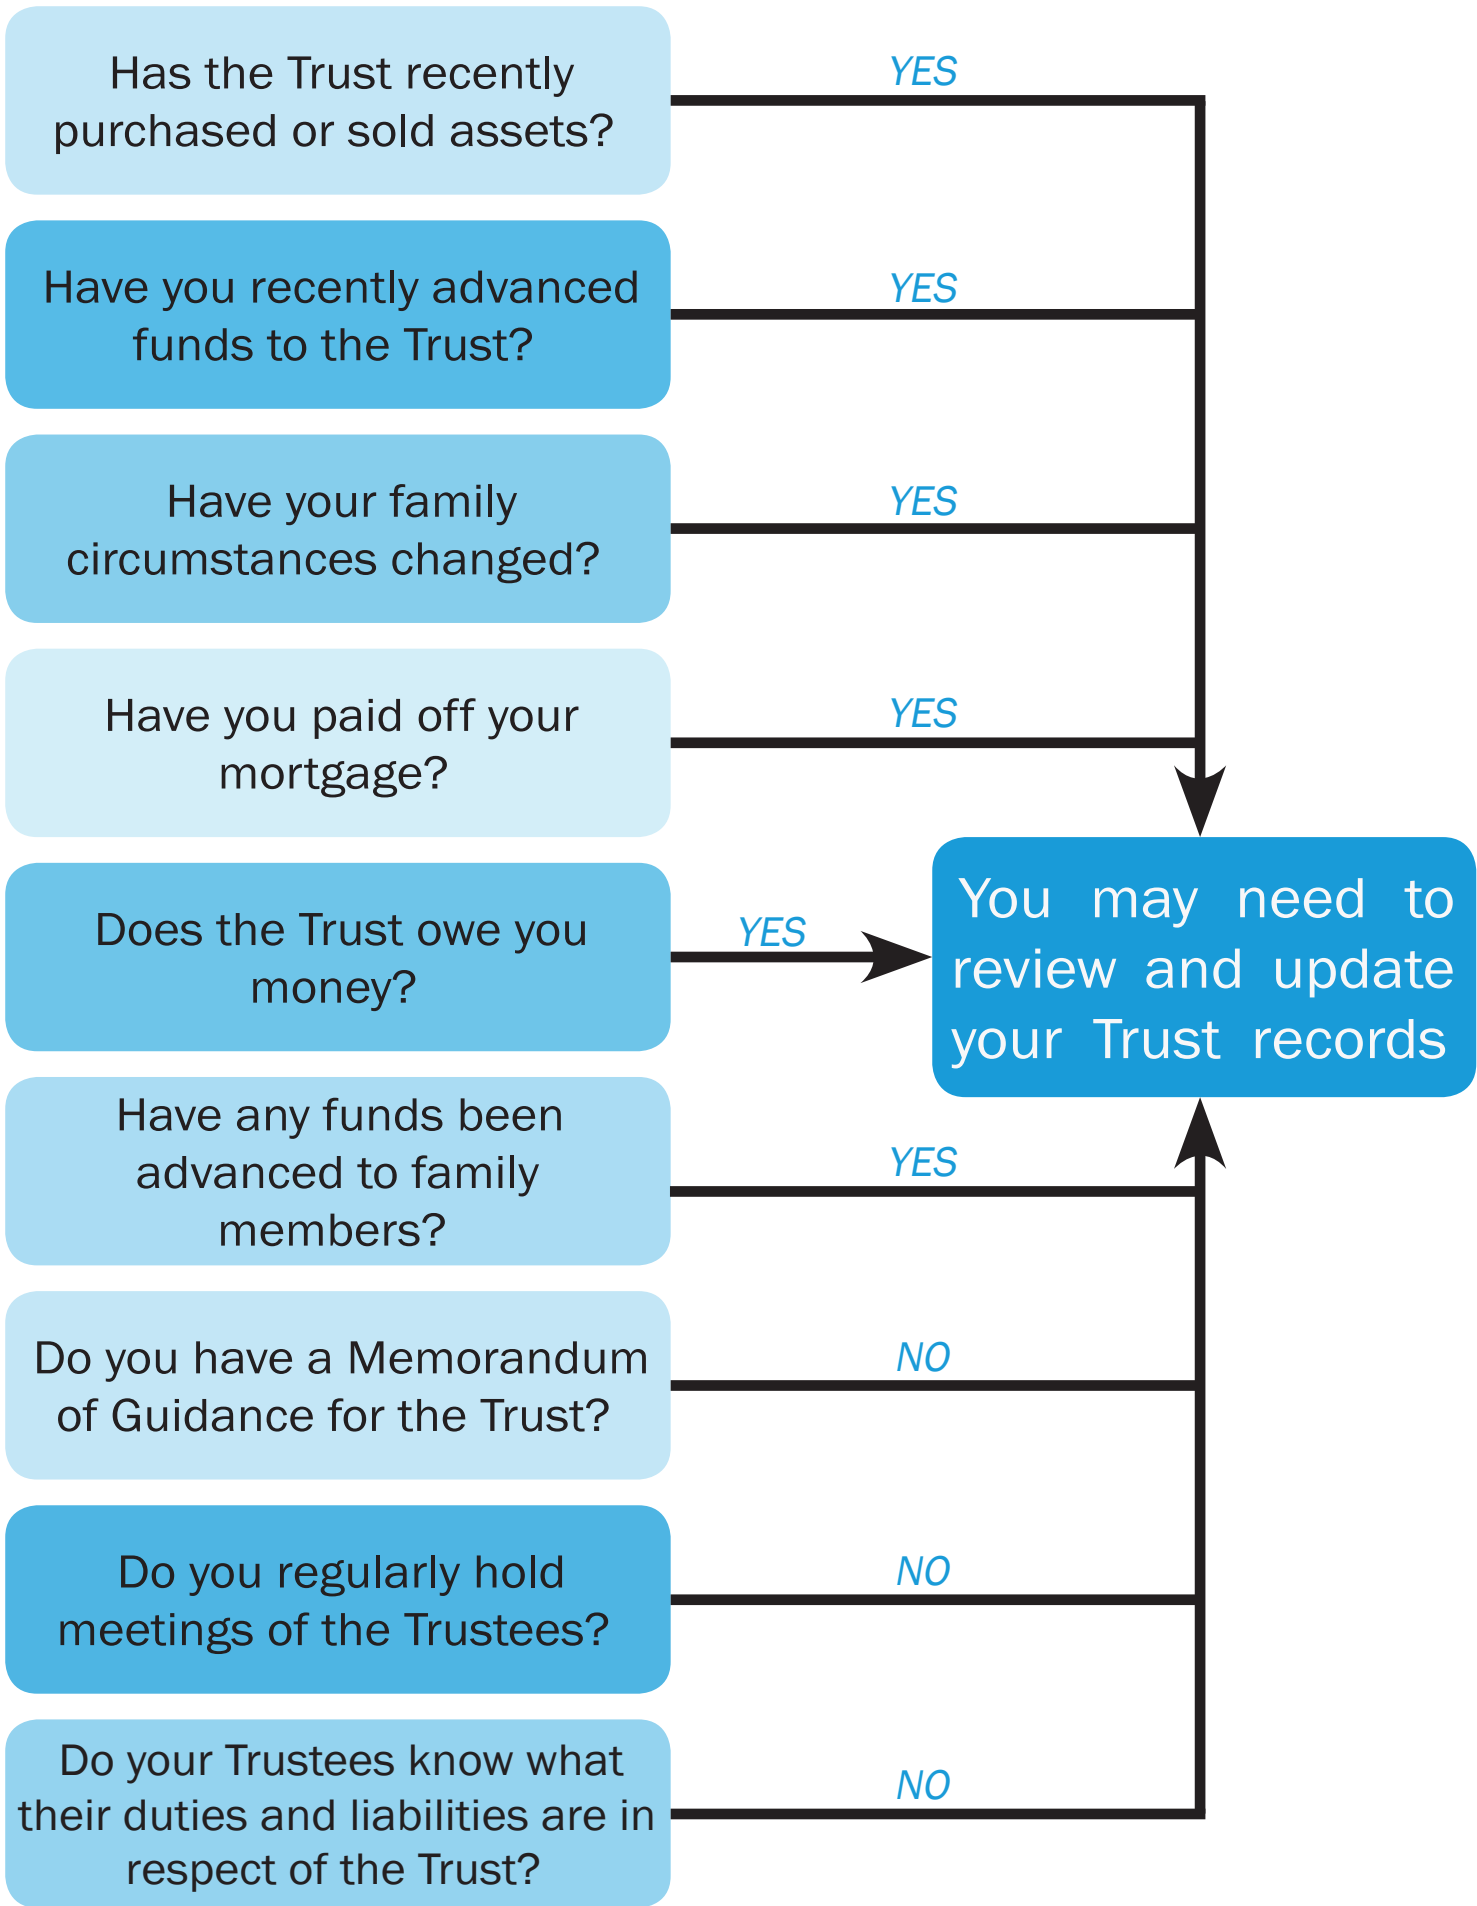 Has the Trust recently
purchased or sold assets?
YES
Have you recently advanced
funds to the Trust?
YES
Have your family
circumstances changed?
YES
Have you paid off your
mortgage?
YES
Does the Trust owe you
money?
YES
You may need to
review and update
your Trust records
Have any funds been
advanced to family
members?
YES
Do you have a Memorandum
of Guidance for the Trust?
NO
Do you regularly hold
meetings of the Trustees?
NO
Do your Trustees know what
their duties and liabilities are in
respect of the Trust?
NO